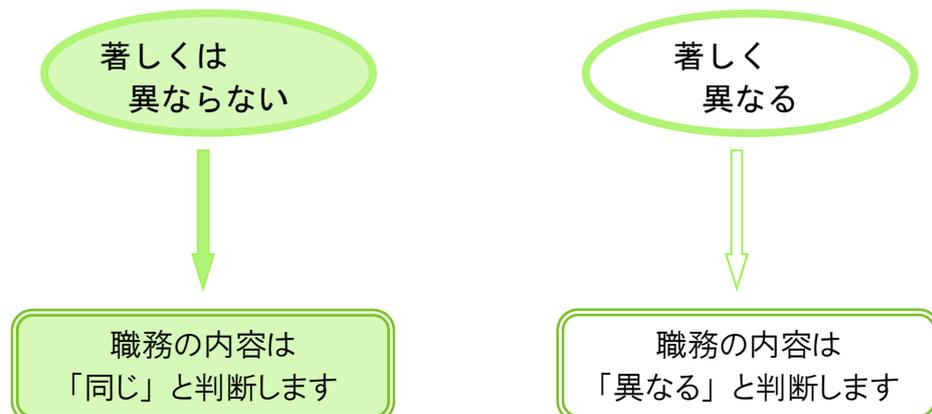 著しくは
異ならない
著しく
異なる
職務の内容は
「同じ」と判断します
職務の内容は
「異なる」と判断します